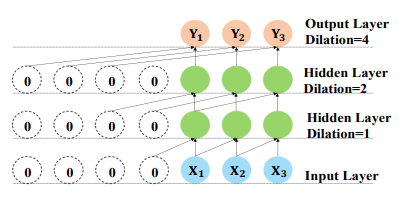 Y1 Y2 Y3 Output Layer
Dilation=4
0 0 0 0 Hidden Layer
Dilation=2
0 0 0 0 Hidden Layer
Dilation=1
0 0 0 0 X1 X2 X3 Input Layer